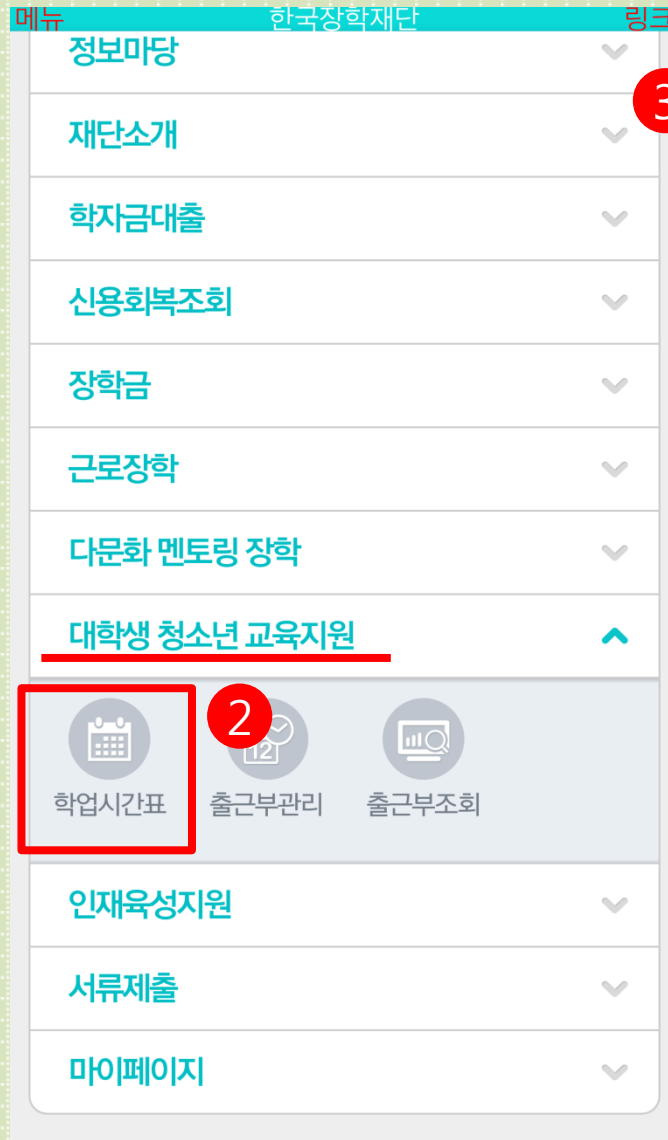 메뉴 한국장학재단 링크
정보마당
3
재단소개
학자금대출
신용회복조회
장학금
근로장학
다문화 멘토링 장학
대학생 청소년 교육지원
2
12
학업시간표 출근부관리 출근부조회
인재육성지원
서류제출
마이페이지